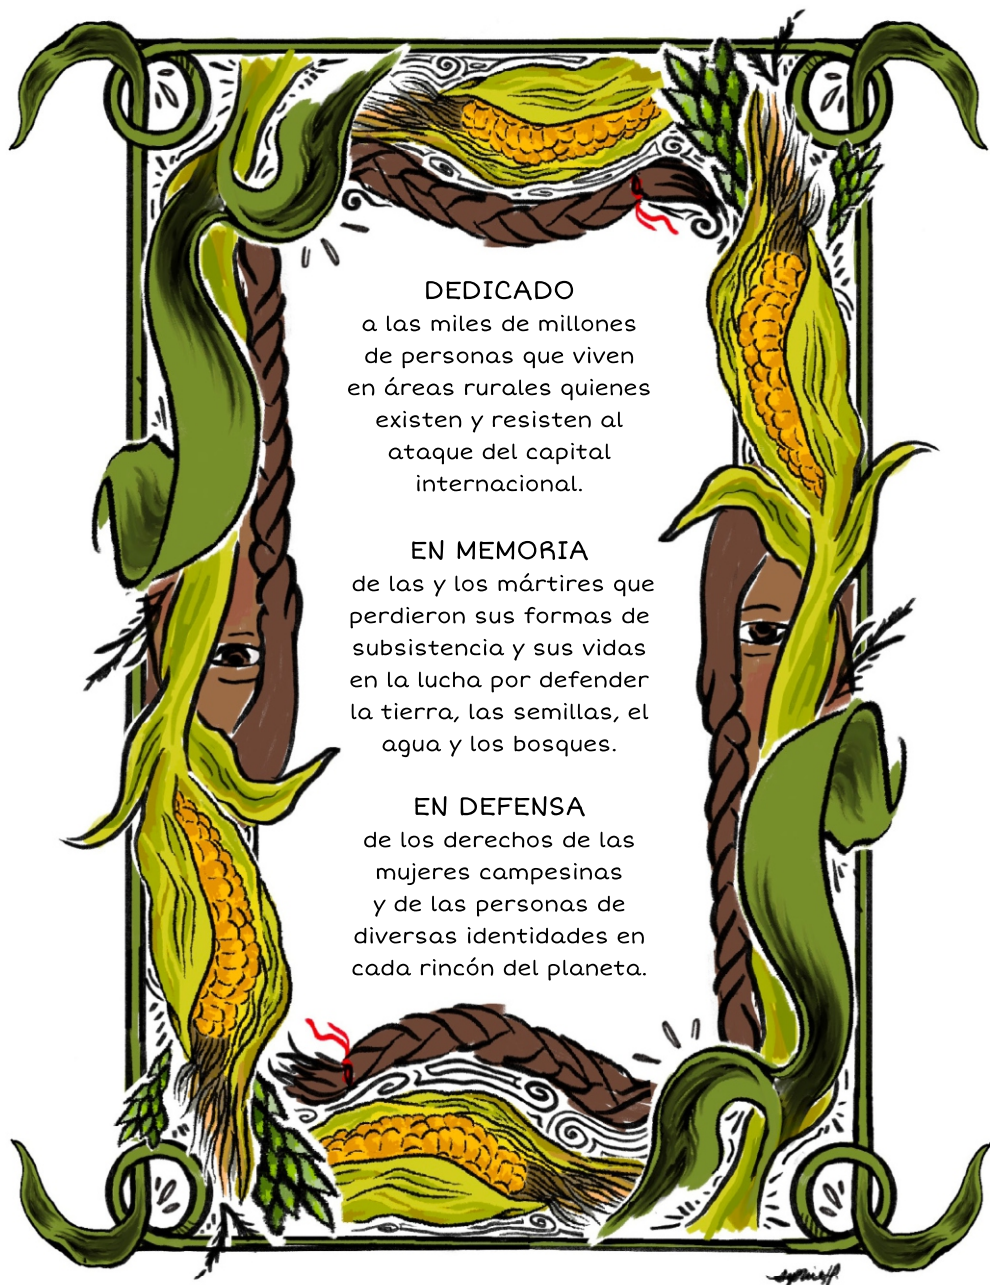 DEDICADO
a las miles de millones
de personas que viven
en áreas rurales quienes
existen y resisten al
ataque del capital
internacional.
EN MEMORIA
de las y los mártires que
perdieron sus formas de
subsistencia y sus vidas
en la lucha por defender
la tierra, las semillas, el
agua y los bosques.
EN DEFENSA
de los derechos de las
mujeres campesinas
y de las personas de
diversas identidades en
cada rincón del planeta.